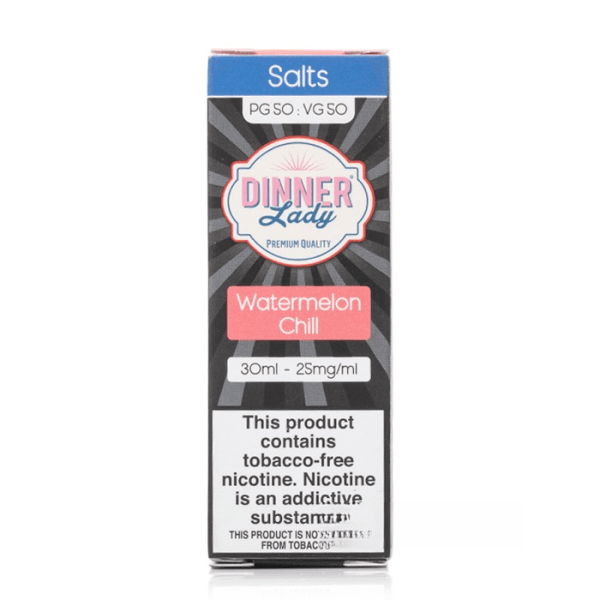 Salts
PG 50 : VG 50
DINNER
Lady
PREMIUM QUALITY
Watermelon
Chill
30ml - 25mg/ml
This product
contains
tobacco-free
nicotine. Nicotine
is an addictive
THIS PRODUCT IS
FROM